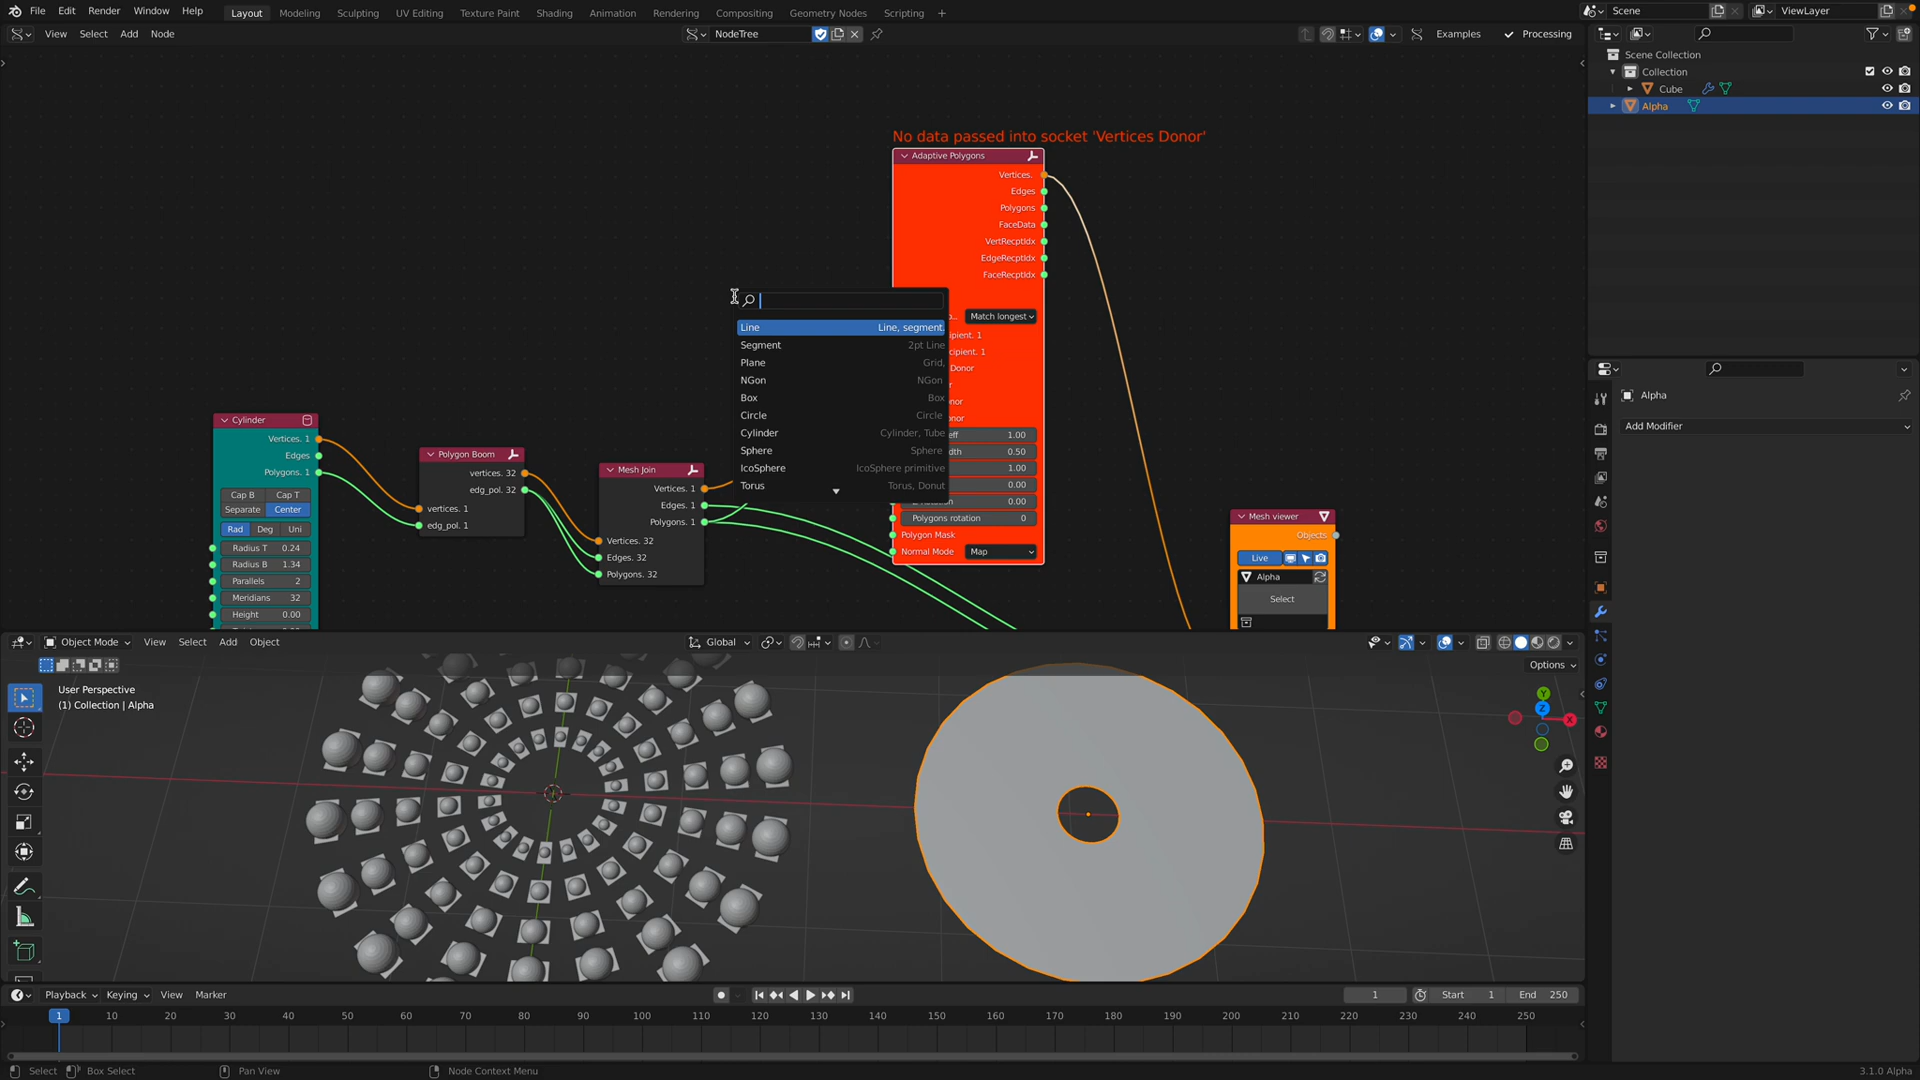 File Edit Render Window Help Layout Modeling Sculpting UV Editing Texture Paint Shading Animation Rendering Compositing Geometry Nodes Scripting + Scene ViewLayer
View Select Add Node NodeTree Examples Processing
Scene Collection
Collection
Cube
Alpha
No data passed into socket 'Vertices Donor'
Adaptive Polygons
Vertices.
Edges
Polygons
FaceData
VertRecptIdx
EdgeRecptIdx
FaceRecptIdx
Match longest
ipient. 1
cipient. 1
Donor
nor
onor
eff 1.00
dth 0.50
1.00
0.00
0.00
Polygons rotation 0
Polygon Mask
Normal Mode Map
Line Line, segment.
Segment 2pt Line
Plane Grid,
NGon NGon
Box Box
Circle Circle
Cylinder Cylinder, Tube
Sphere Sphere
IcoSphere IcoSphere primitive
Torus Torus, Donut
Cylinder
Vertices. 1
Edges
Polygons. 1
Cap B Cap T
Separate Center
Rad Deg Uni
Radius T 0.24
Radius B 1.34
Parallels 2
Meridians 32
Height 0.00
Polygon Boom
vertices. 32
edg_pol. 32
vertices. 1
edg_pol. 1
Mesh Join
Vertices. 1
Edges. 1
Polygons. 1
Vertices. 32
Edges. 32
Polygons. 32
Mesh viewer
Objects
Live
Alpha
Select
Alpha
Add Modifier
Object Mode View Select Add Object Global
Options
User Perspective
(1) Collection | Alpha
Y
Z
X
Playback Keying View Marker 1 Start 1 End 250
1 10 20 30 40 50 60 70 80 90 100 110 120 130 140 150 160 170 180 190 200 210 220 230 240 250
Select Box Select Pan View Node Context Menu 3.1.0 Alpha